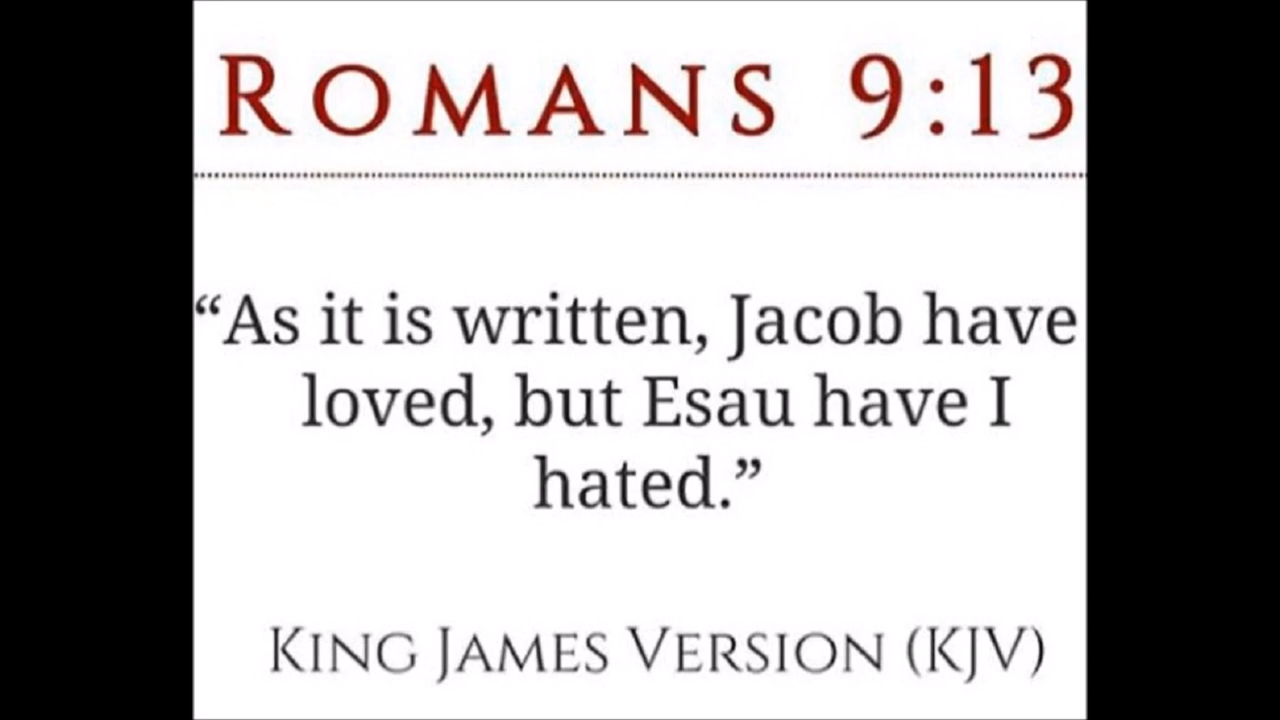 ROMANS 9:13
“As it is written, Jacob have
loved, but Esau have I
hated.”
KING JAMES VERSION (KJV)